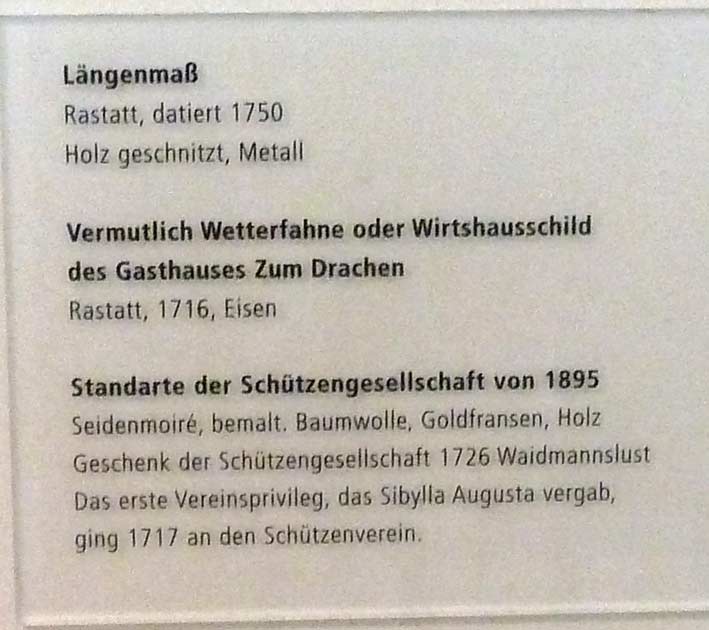 Längenmaß
Rastatt, datiert 1750
Holz geschnitzt, Metall
Vermutlich Wetterfahne oder Wirtshausschild
des Gasthauses Zum Drachen
Rastatt, 1716, Eisen
Standarte der Schützengesellschaft von 1895
Seidenmoiré, bemalt. Baumwolle, Goldfransen, Holz
Geschenk der Schützengesellschaft 1726 Waidmannslust
Das erste Vereinsprivileg, das Sibylla Augusta vergab,
ging 1717 an den Schützenverein.